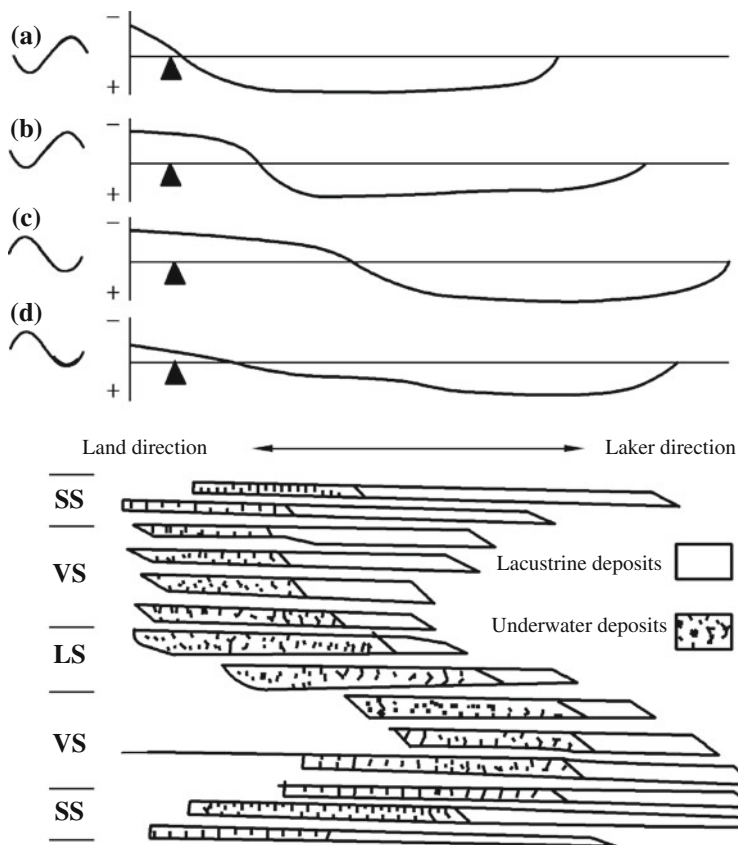 (a)
−
+
(b)
−
+
(c)
−
+
(d)
−
+
Land direction
Laker direction
SS
VS
LS
VS
SS
Lacustrine deposits
Underwater deposits